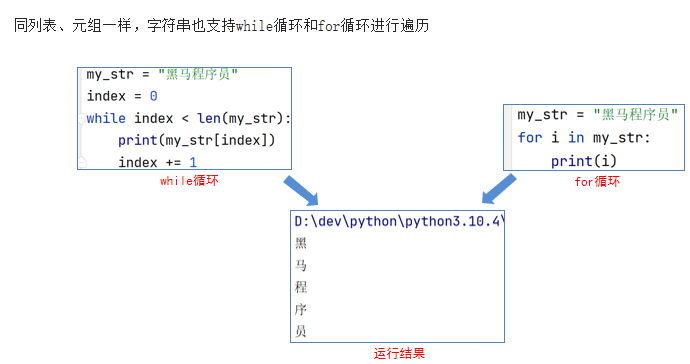 同列表、元组一样，字符串也支持while循环和for循环进行遍历
my_str = "黑马程序员"
index = 0
while index < len(my_str):
    print(my_str[index])
    index += 1
while循环
my_str = "黑马程序员"
for i in my_str:
    print(i)
for循环
D:\dev\python\python3.10.4\
黑
马
程
序
员
运行结果